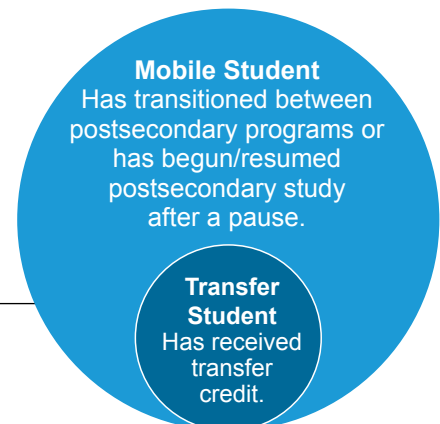 Mobile Student
Has transitioned between
postsecondary programs or
has begun/resumed
postsecondary study
after a pause.
Transfer
Student
Has received
transfer
credit.